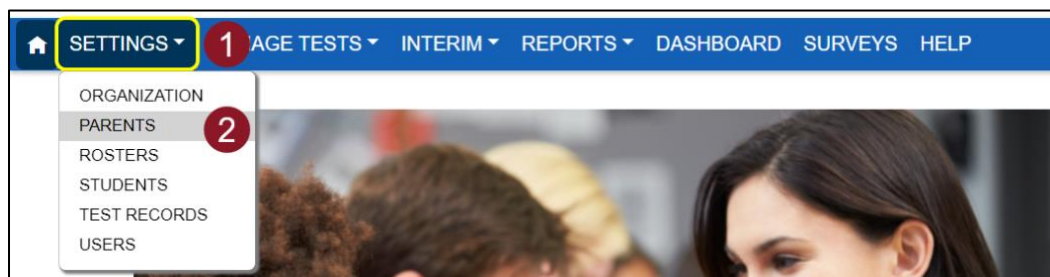 SETTINGS 1 AGE TESTS INTERIM REPORTS DASHBOARD SURVEYS HELP
ORGANIZATION
PARENTS 2
ROSTERS
STUDENTS
TEST RECORDS
USERS